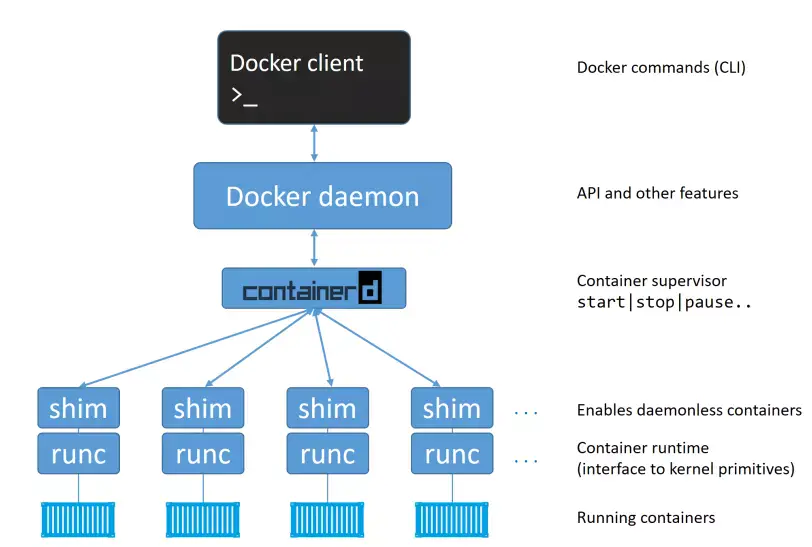 Docker client
>_
Docker commands (CLI)
Docker daemon
API and other features
containerd
Container supervisor
start|stop|pause..
shim shim shim shim ...
Enables daemonless containers
runc runc runc runc ...
Container runtime
(interface to kernel primitives)
Running containers